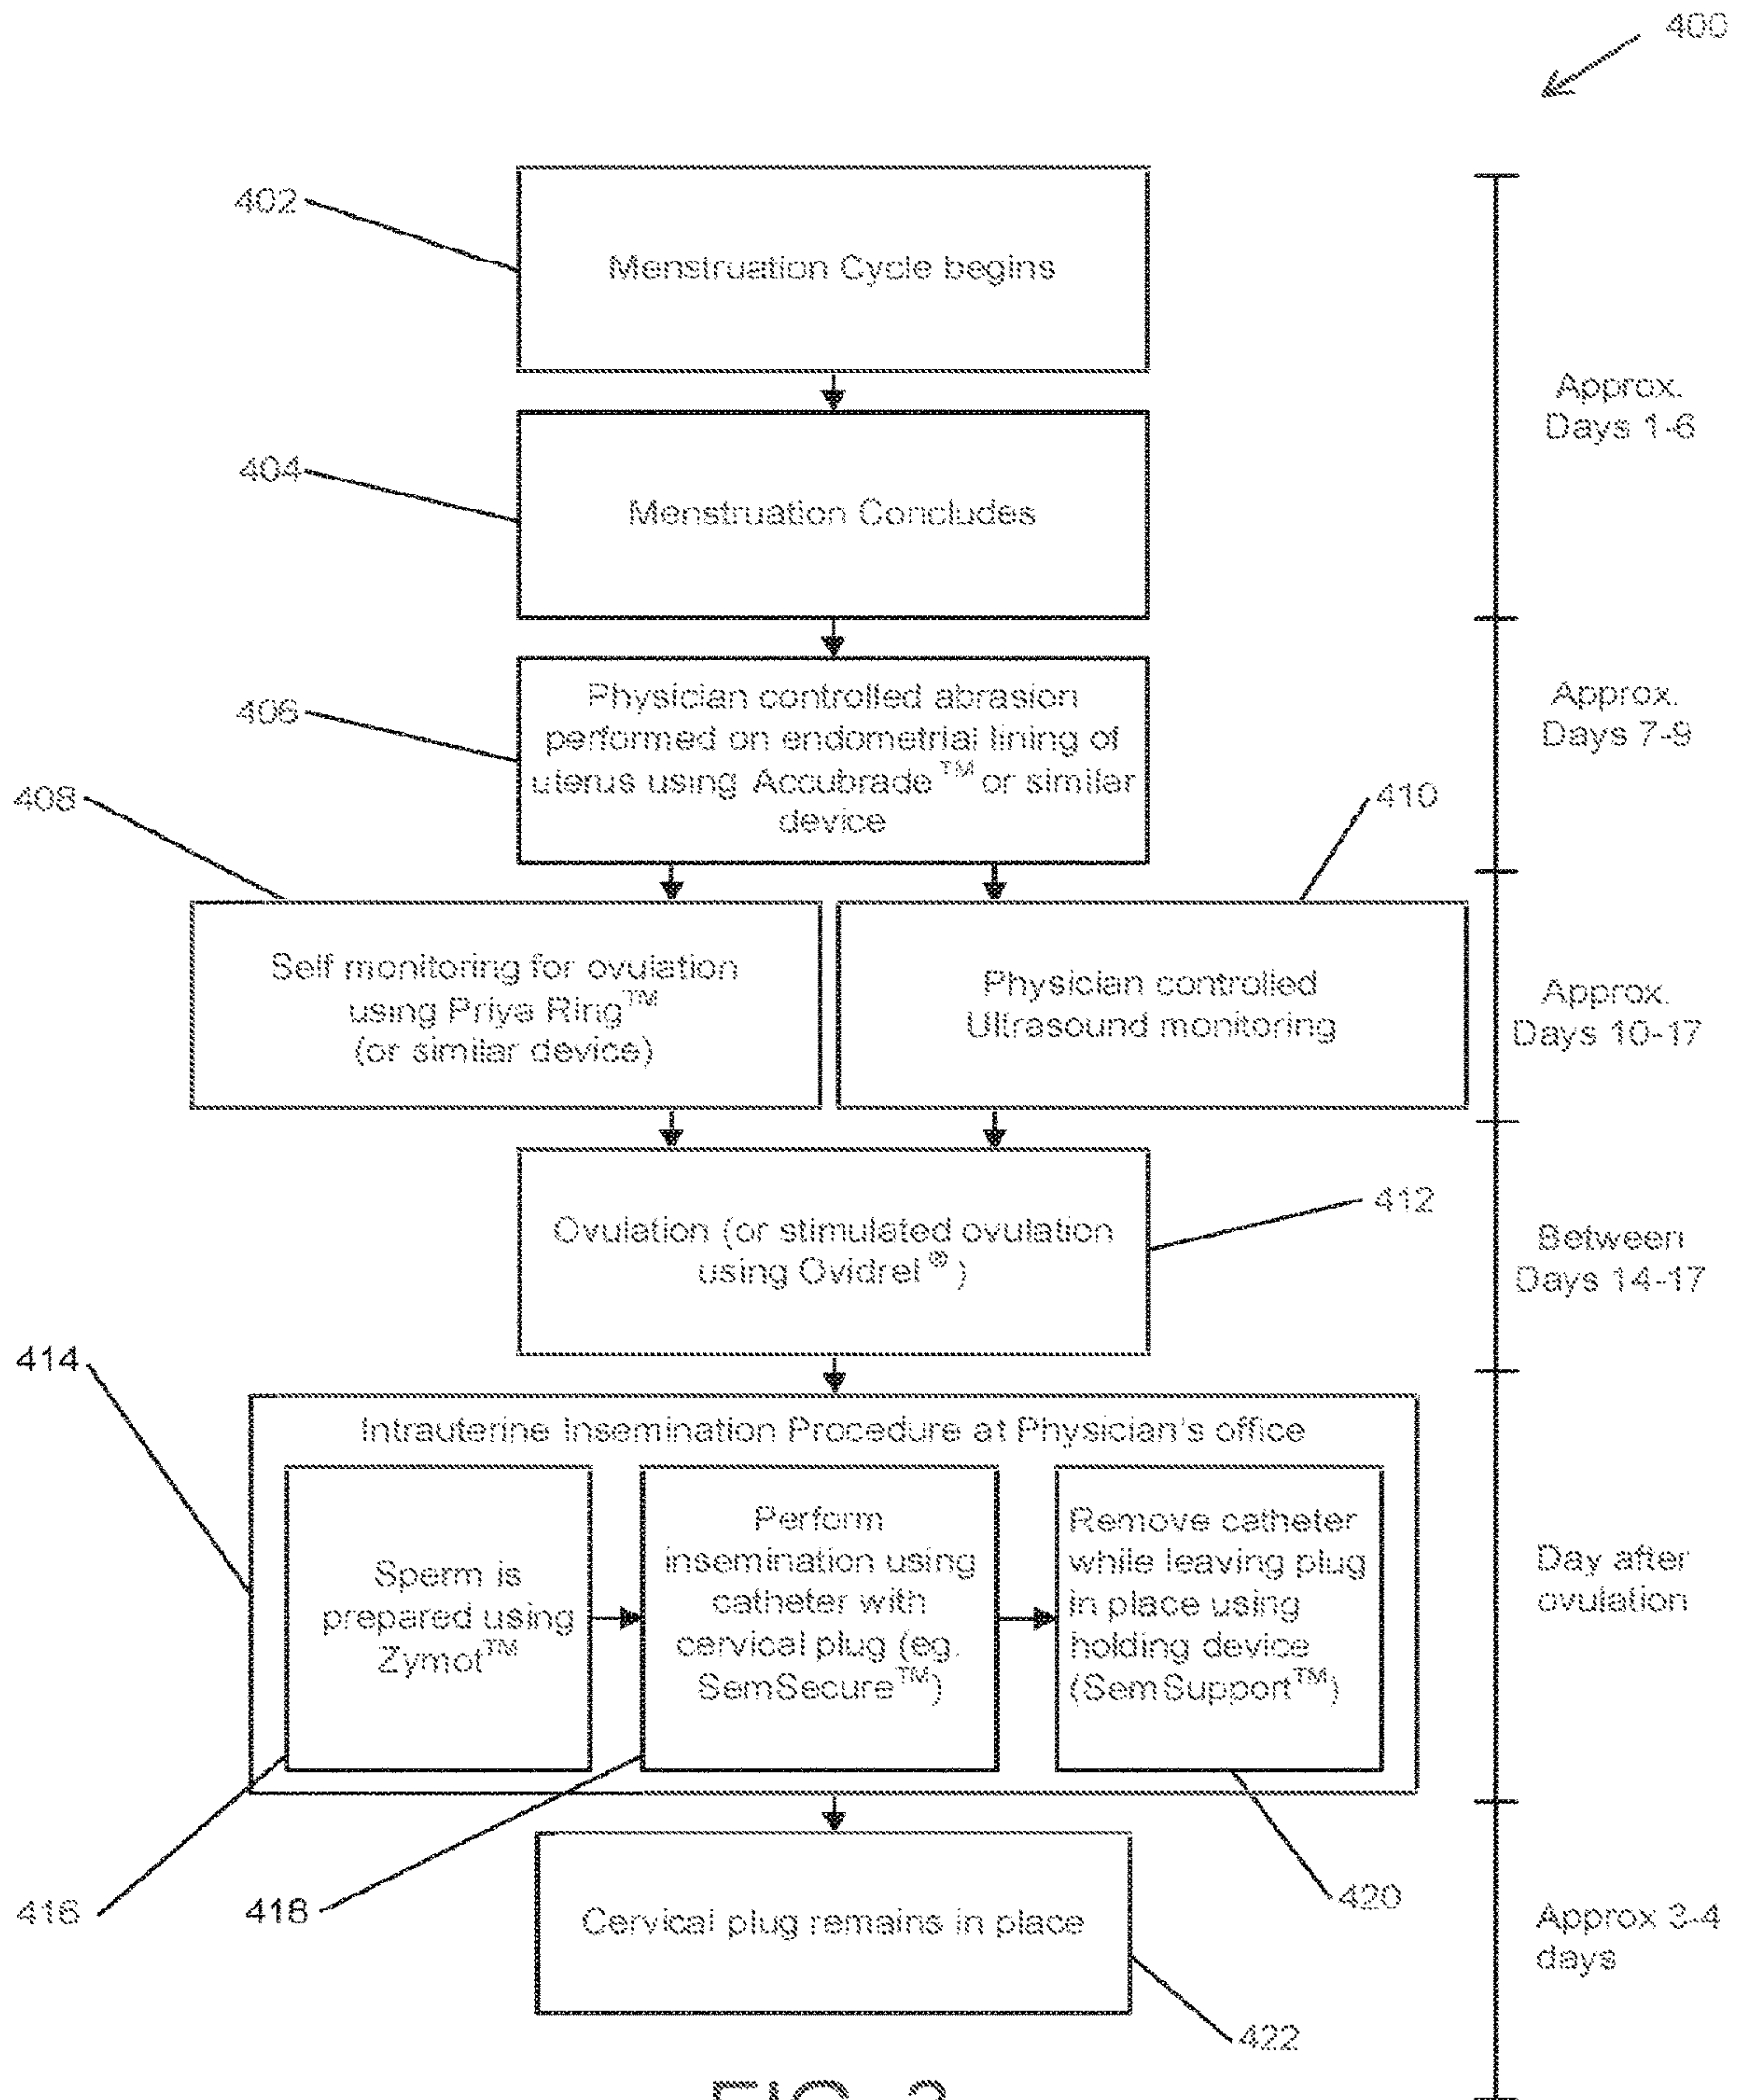 400
402
Menstruation Cycle begins
Approx.
Days 1-6
404
Menstruation Concludes
406
Physician controlled abrasion
performed on endometrial lining of
uterus using Accubrade™ or similar
device
Approx.
Days 7-9
408
410
Self monitoring for ovulation
using Priya Ring™
(or similar device)
Physician controlled
Ultrasound monitoring
Approx.
Days 10-17
Ovulation (or stimulated ovulation
using Ovidrel®)
412
Between
Days 14-17
414
Intrauterine Insemination Procedure at Physician's office
Sperm is
prepared using
Zymot™
Perform
insemination using
catheter with
cervical plug (eg.
SemSecure™)
Remove catheter
while leaving plug
in place using
holding device
(SemSupport™)
Day after
ovulation
416
418
420
Cervical plug remains in place
Approx 3-4
days
422